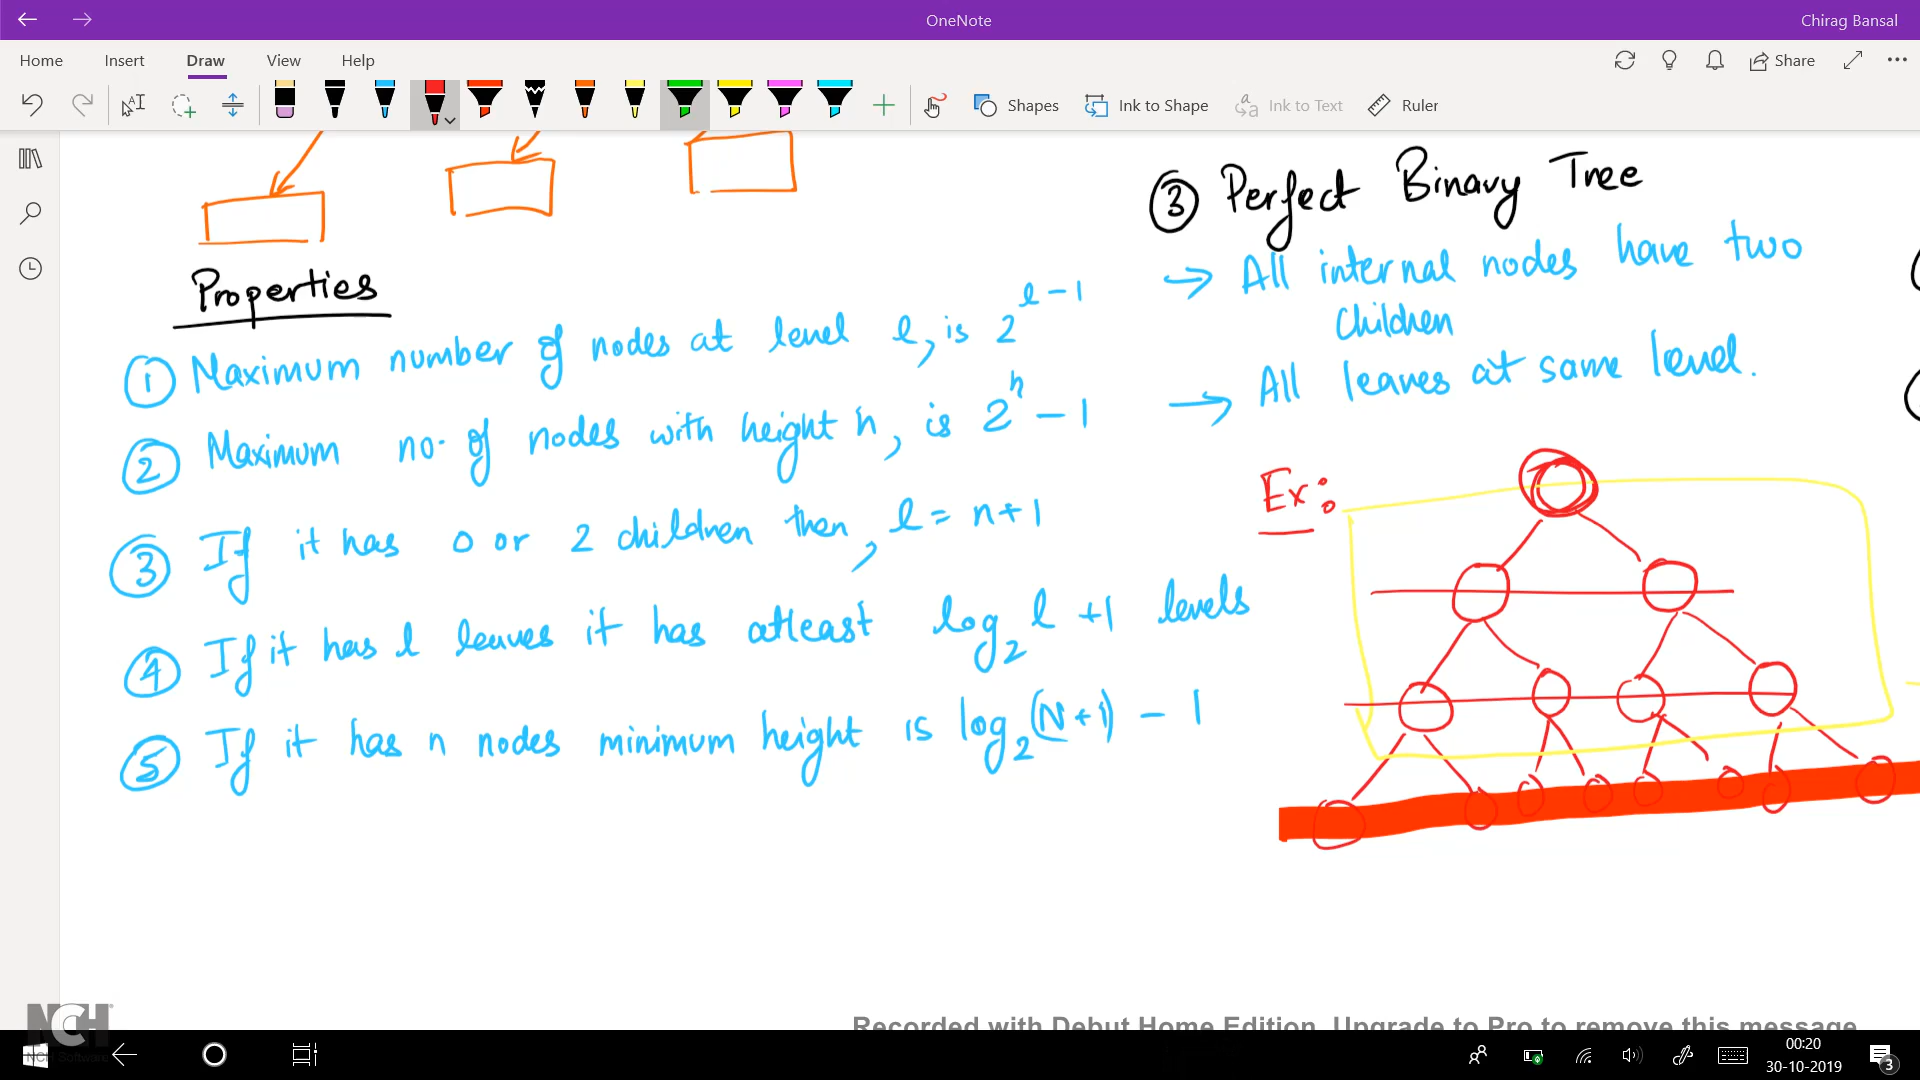 OneNote
Chirag Bansal
Home Insert Draw View Help
Share
Shapes Ink to Shape Ink to Text Ruler
Properties
① Maximum number of nodes at level l, is 2^(l-1)
② Maximum no. of nodes with height h, is 2^h - 1
③ If it has 0 or 2 children then, l = n+1
④ If it has l leaves it has atleast log₂ l +1 levels
⑤ If it has n nodes minimum height is log₂(N+1) - 1
③ Perfect Binary Tree
→ All internal nodes have two
children
→ All leaves at same level.
Ex:
NCH
NCH Software
Recorded with Debut Home Edition. Upgrade to Pro to remove this message
00:20
30-10-2019
3